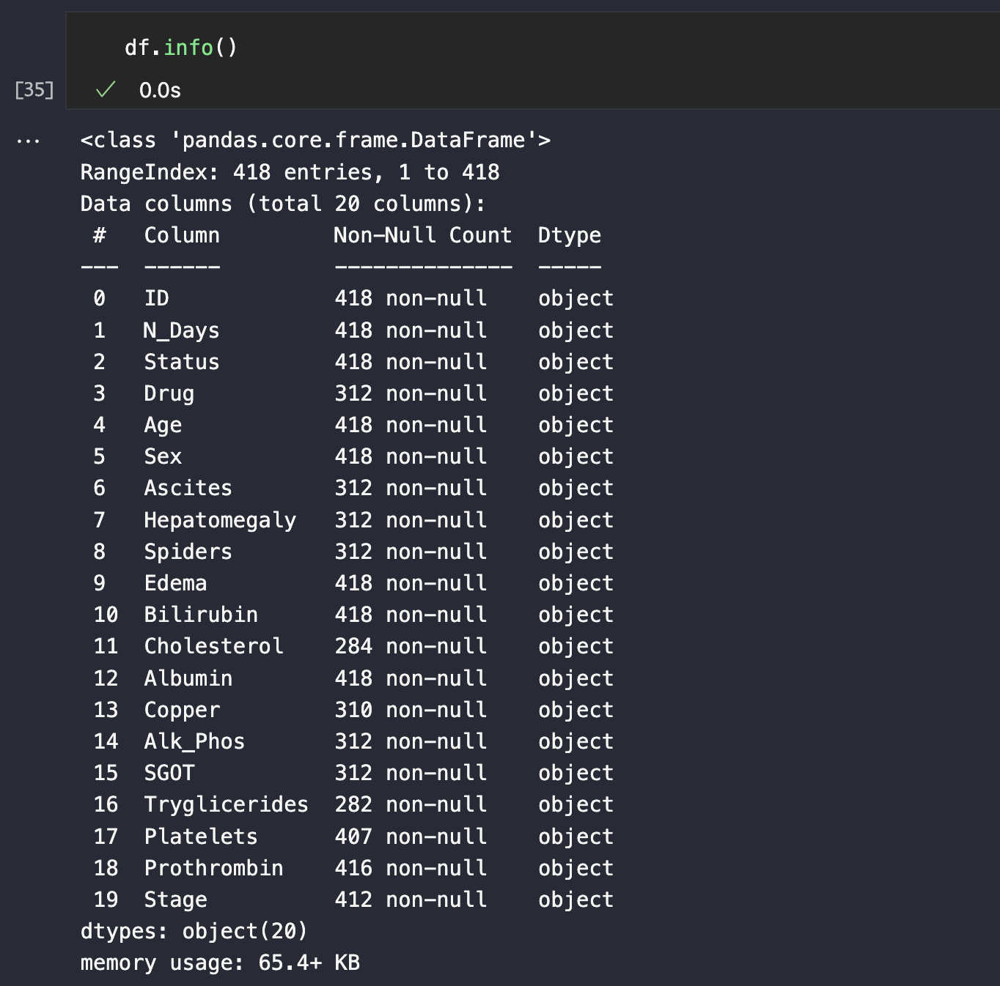 df.info()
[35] ✓ 0.0s
... <class 'pandas.core.frame.DataFrame'>
RangeIndex: 418 entries, 1 to 418
Data columns (total 20 columns):
 #   Column         Non-Null Count  Dtype
---  ------         --------------  -----
 0   ID             418 non-null    object
 1   N_Days         418 non-null    object
 2   Status         418 non-null    object
 3   Drug           312 non-null    object
 4   Age            418 non-null    object
 5   Sex            418 non-null    object
 6   Ascites        312 non-null    object
 7   Hepatomegaly   312 non-null    object
 8   Spiders        312 non-null    object
 9   Edema          418 non-null    object
 10  Bilirubin      418 non-null    object
 11  Cholesterol    284 non-null    object
 12  Albumin        418 non-null    object
 13  Copper         310 non-null    object
 14  Alk_Phos       312 non-null    object
 15  SGOT           312 non-null    object
 16  Tryglicerides  282 non-null    object
 17  Platelets      407 non-null    object
 18  Prothrombin    416 non-null    object
 19  Stage          412 non-null    object
dtypes: object(20)
memory usage: 65.4+ KB